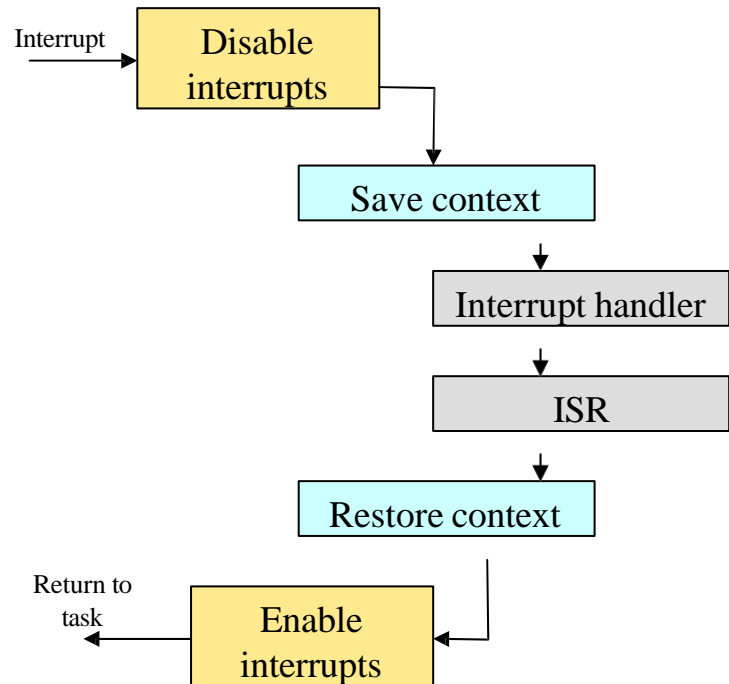 Interrupt
Disable
interrupts
Save context
Interrupt handler
ISR
Restore context
Return to
task
Enable
interrupts